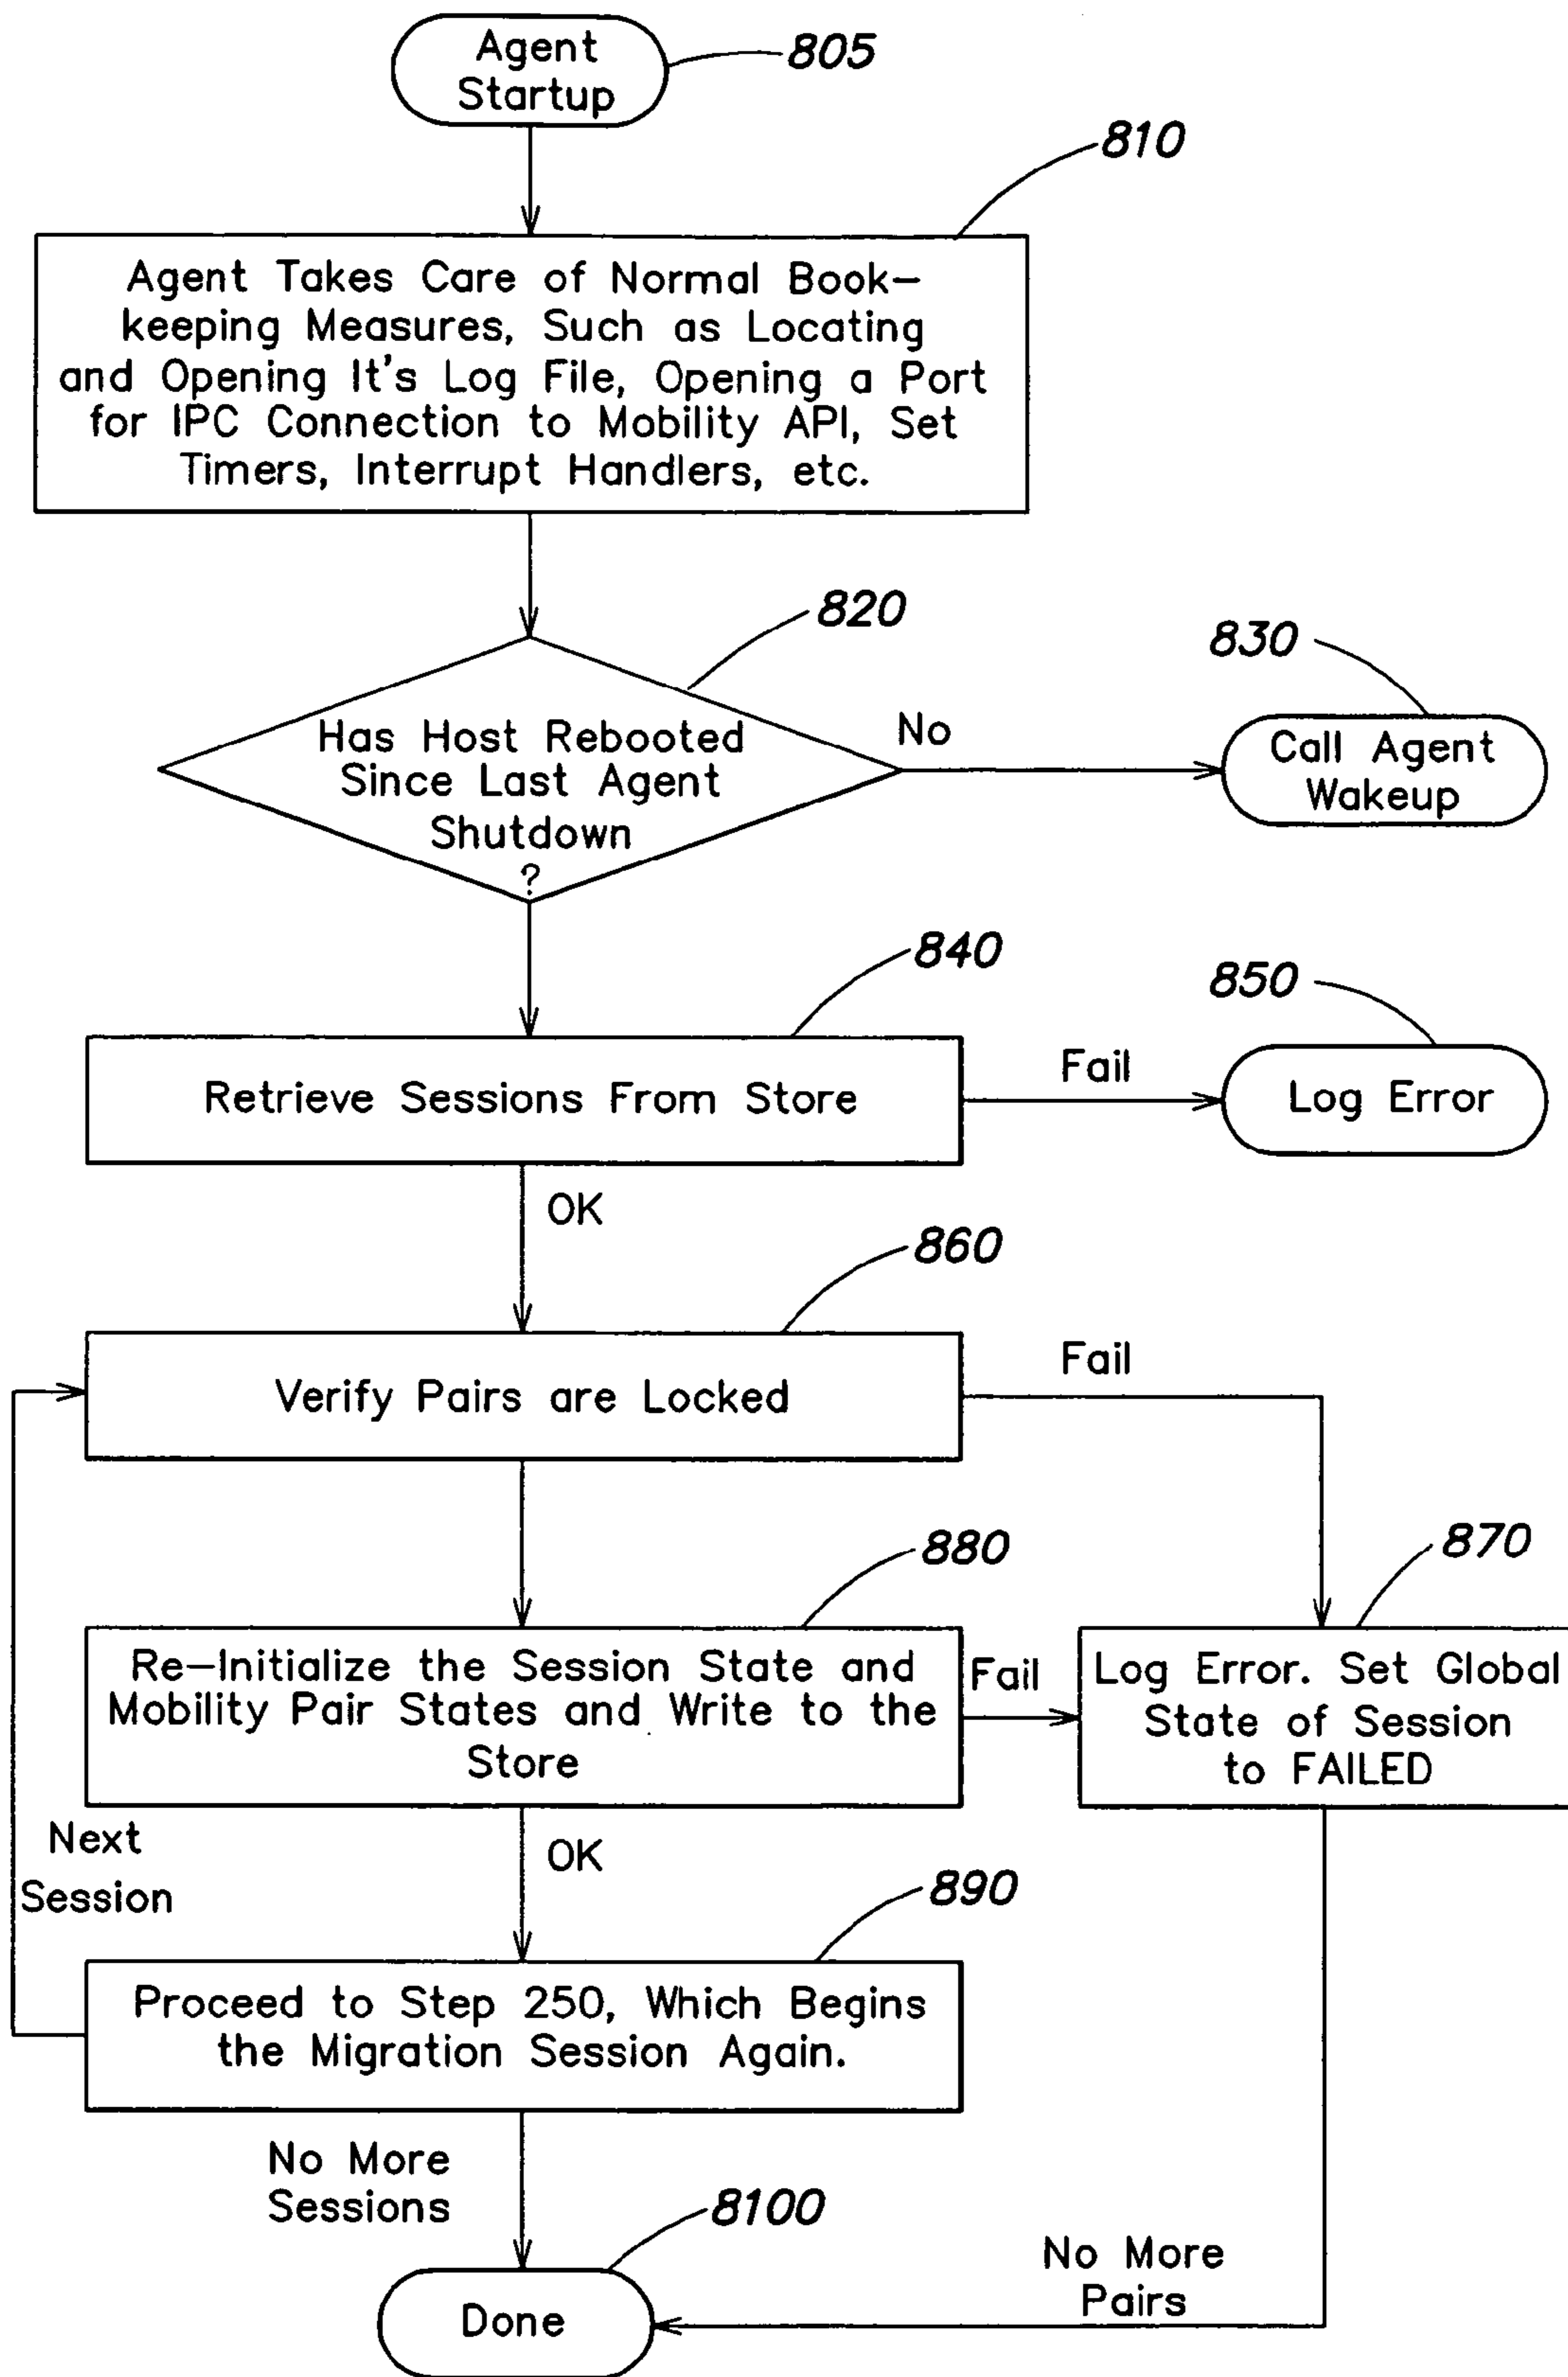 Agent
Startup
805
810
Agent Takes Care of Normal Book-
keeping Measures, Such as Locating
and Opening It's Log File, Opening a Port
for IPC Connection to Mobility API, Set
Timers, Interrupt Handlers, etc.
820
Has Host Rebooted
Since Last Agent
Shutdown
?
No
830
Call Agent
Wakeup
840
Retrieve Sessions From Store
Fail
850
Log Error
OK
860
Verify Pairs are Locked
Fail
880
Re-Initialize the Session State and
Mobility Pair States and Write to the
Store
Fail
870
Log Error. Set Global
State of Session
to FAILED
OK
Next
Session
890
Proceed to Step 250, Which Begins
the Migration Session Again.
No More
Sessions
8100
Done
No More
Pairs